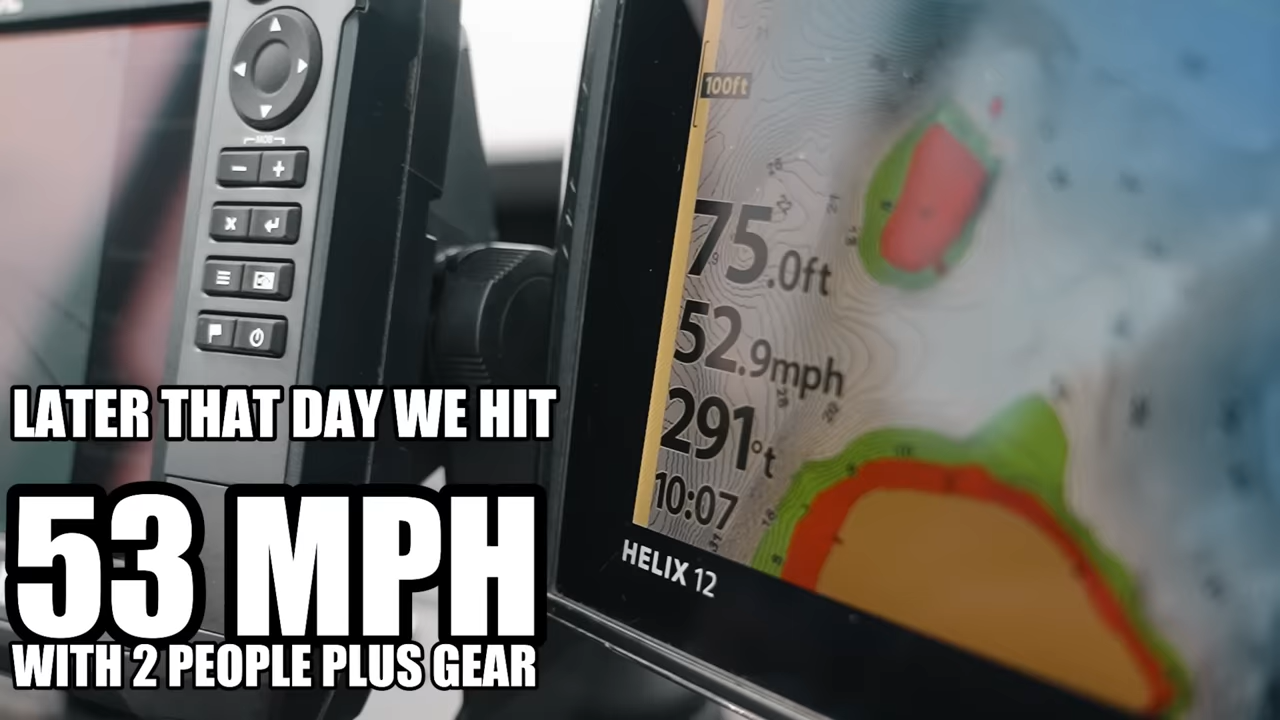 MOB
100ft
75.0ft
52.9mph
291°t
10:07
HELIX 12
LATER THAT DAY WE HIT
53 MPH
WITH 2 PEOPLE PLUS GEAR